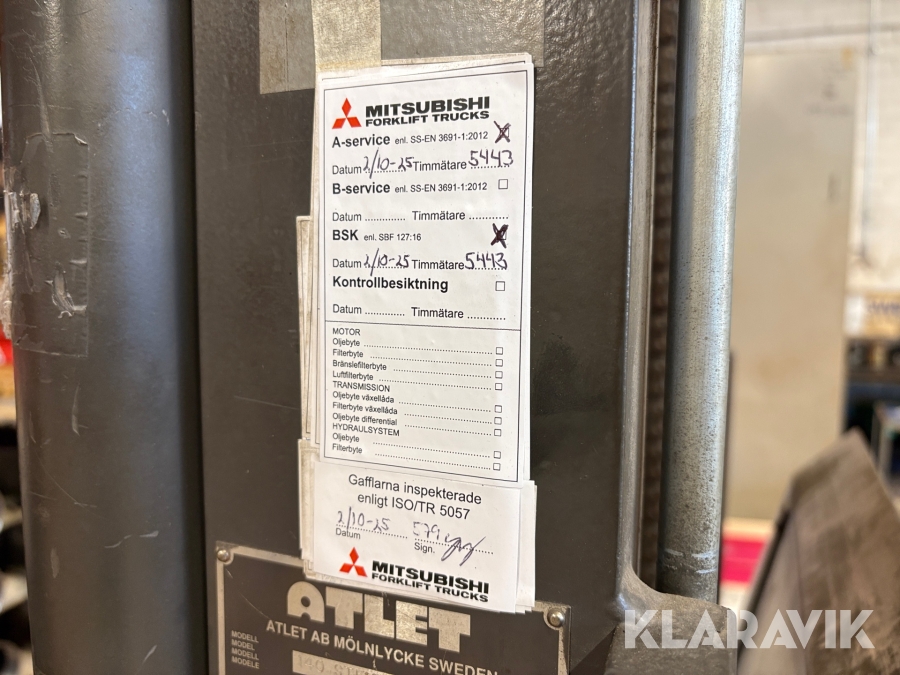 MITSUBISHI
FORKLIFT TRUCKS
A-service enl. SS-EN 3691-1:2012
Datum 2/10-25 Timmätare 5443
B-service enl. SS-EN 3691-1:2012
Datum ............. Timmätare ............
BSK enl. SBF 127:16
Datum 2/10-25 Timmätare 5443
Kontrollbesiktning
Datum ............. Timmätare ............
MOTOR
Oljebyte
Filterbyte
Bränslefilterbyte
Luftfilterbyte
TRANSMISSION
Oljebyte växellåda
Filterbyte växellåda
Oljebyte differential
HYDRAULSYSTEM
Oljebyte
Filterbyte
Gafflarna inspekterade
enligt ISO/TR 5057
2/10-25 579
Datum Sign.
MITSUBISHI
FORKLIFT TRUCKS
ATLET
ATLET AB MÖLNLYCKE SWEDEN
MODELL
MODEL
MODELL
MODELE
KLARAVIK